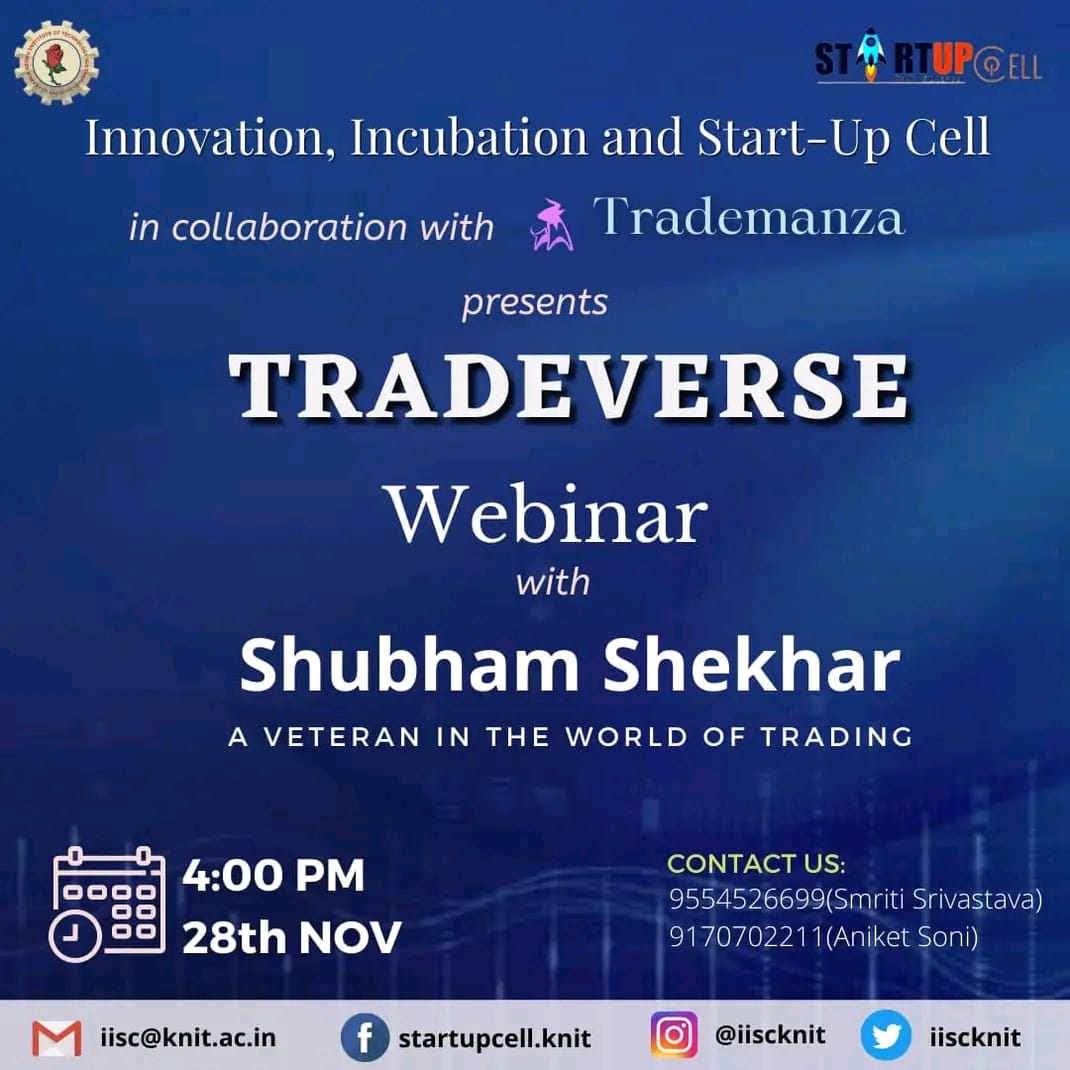 STARTUP CELL
Innovation, Incubation and Start-Up Cell
in collaboration with Trademanza
presents
TRADEVERSE
Webinar
with
Shubham Shekhar
A VETERAN IN THE WORLD OF TRADING
4:00 PM
28th NOV
CONTACT US:
9554526699(Smriti Srivastava)
9170702211(Aniket Soni)
iisc@knit.ac.in
startupcell.knit
@iiscknit
iiscknit